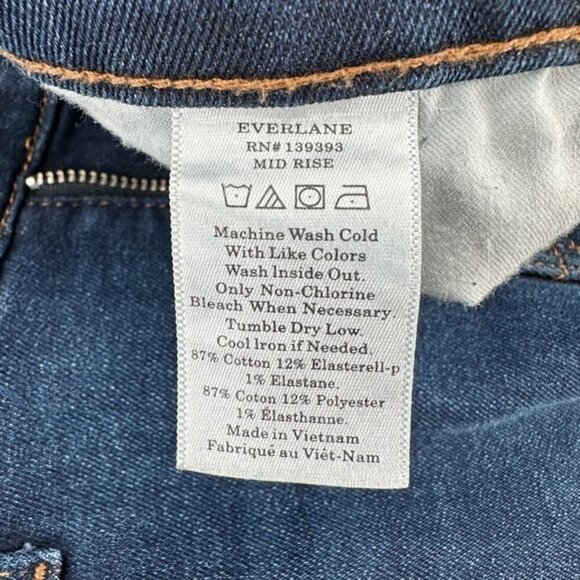 EVERLANE
RN# 139393
MID RISE
Machine Wash Cold
With Like Colors
Wash Inside Out.
Only Non-Chlorine
Bleach When Necessary.
Tumble Dry Low.
Cool Iron if Needed.
87% Cotton 12% Elasterell-p
1% Elastane.
87% Coton 12% Polyester
1% Élasthanne.
Made in Vietnam
Fabriqué au Viêt-Nam